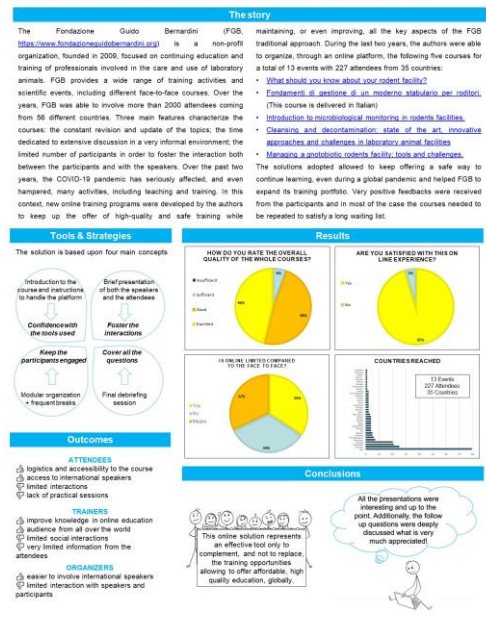 The story
The Fondazione Guido Bernardini (FGB,
https://www.fondazioneguidobernardini.org) is a non-profit
organization, founded in 2009, focused on continuing education and
training of professionals involved in the care and use of laboratory
animals. FGB provides a wide range of training activities and
scientific events, including different face-to-face courses. Over the
years, FGB was able to involve more than 2000 attendees coming
from 56 different countries. Three main features characterize the
courses: the constant revision and update of the topics; the time
dedicated to extensive discussion in a very informal environment; the
limited number of participants in order to foster the interaction both
between the participants and with the speakers. Over the past two
years, the COVID-19 pandemic has seriously affected, and even
hampered, many activities, including teaching and training. In this
context, new online training programs were developed by the authors
to keep up the offer of high-quality and safe training while
maintaining, or even improving, all the key aspects of the FGB
traditional approach. During the last two years, the authors were able
to organize, through an online platform, the following five courses for
a total of 13 events with 227 attendees from 35 countries:
• What should you know about your rodent facility?
• Fondamenti di gestione di un moderno stabulario per roditori.
(This course is delivered in Italian)
• Introduction to microbiological monitoring in rodents facilities.
• Cleansing and decontamination: state of the art, innovative
approaches and challenges in laboratory animal facilities
• Managing a gnotobiotic rodents facility: tools and challenges.
The solutions adopted allowed to keep offering a safe way to
continue learning, even during a global pandemic and helped FGB to
expand its training portfolio. Very positive feedbacks were received
from the participants and in most of the case the courses needed to
be repeated to satisfy a long waiting list.
Tools & Strategies
The solution is based upon four main concepts
Introduction to the
course and instructions
to handle the platform
Confidence with
the tools used
Brief presentation
of both the speakers
and the attendees
Foster the
interactions
Keep the
participants engaged
Modular organization
+ frequent breaks
Cover all the
questions
Final debriefing
session
Results
HOW DO YOU RATE THE OVERALL
QUALITY OF THE WHOLE COURSES?
Insufficient
Sufficient
Good
Excellent
ARE YOU SATISFIED WITH THIS ON
LINE EXPERIENCE?
Yes
No
IS ONLINE LIMITED COMPARED
TO THE FACE TO FACE?
Yes
No
Maybe
COUNTRIES REACHED
13 Events
227 Attendees
35 Countries
Outcomes
ATTENDEES
logistics and accessibility to the course
access to international speakers
limited interactions
lack of practical sessions
TRAINERS
improve knowledge in online education
audience from all over the world
limited social interactions
very limited information from the
attendees
ORGANIZERS
easier to involve international speakers
limited interaction with speakers and
participants
Conclusions
This online solution represents
an effective tool only to
complement, and not to replace,
the training opportunities
allowing to offer affordable, high
quality education, globally.
All the presentations were
interesting and up to the
point. Additionally, the follow
up questions were deeply
discussed what is very
much appreciated!